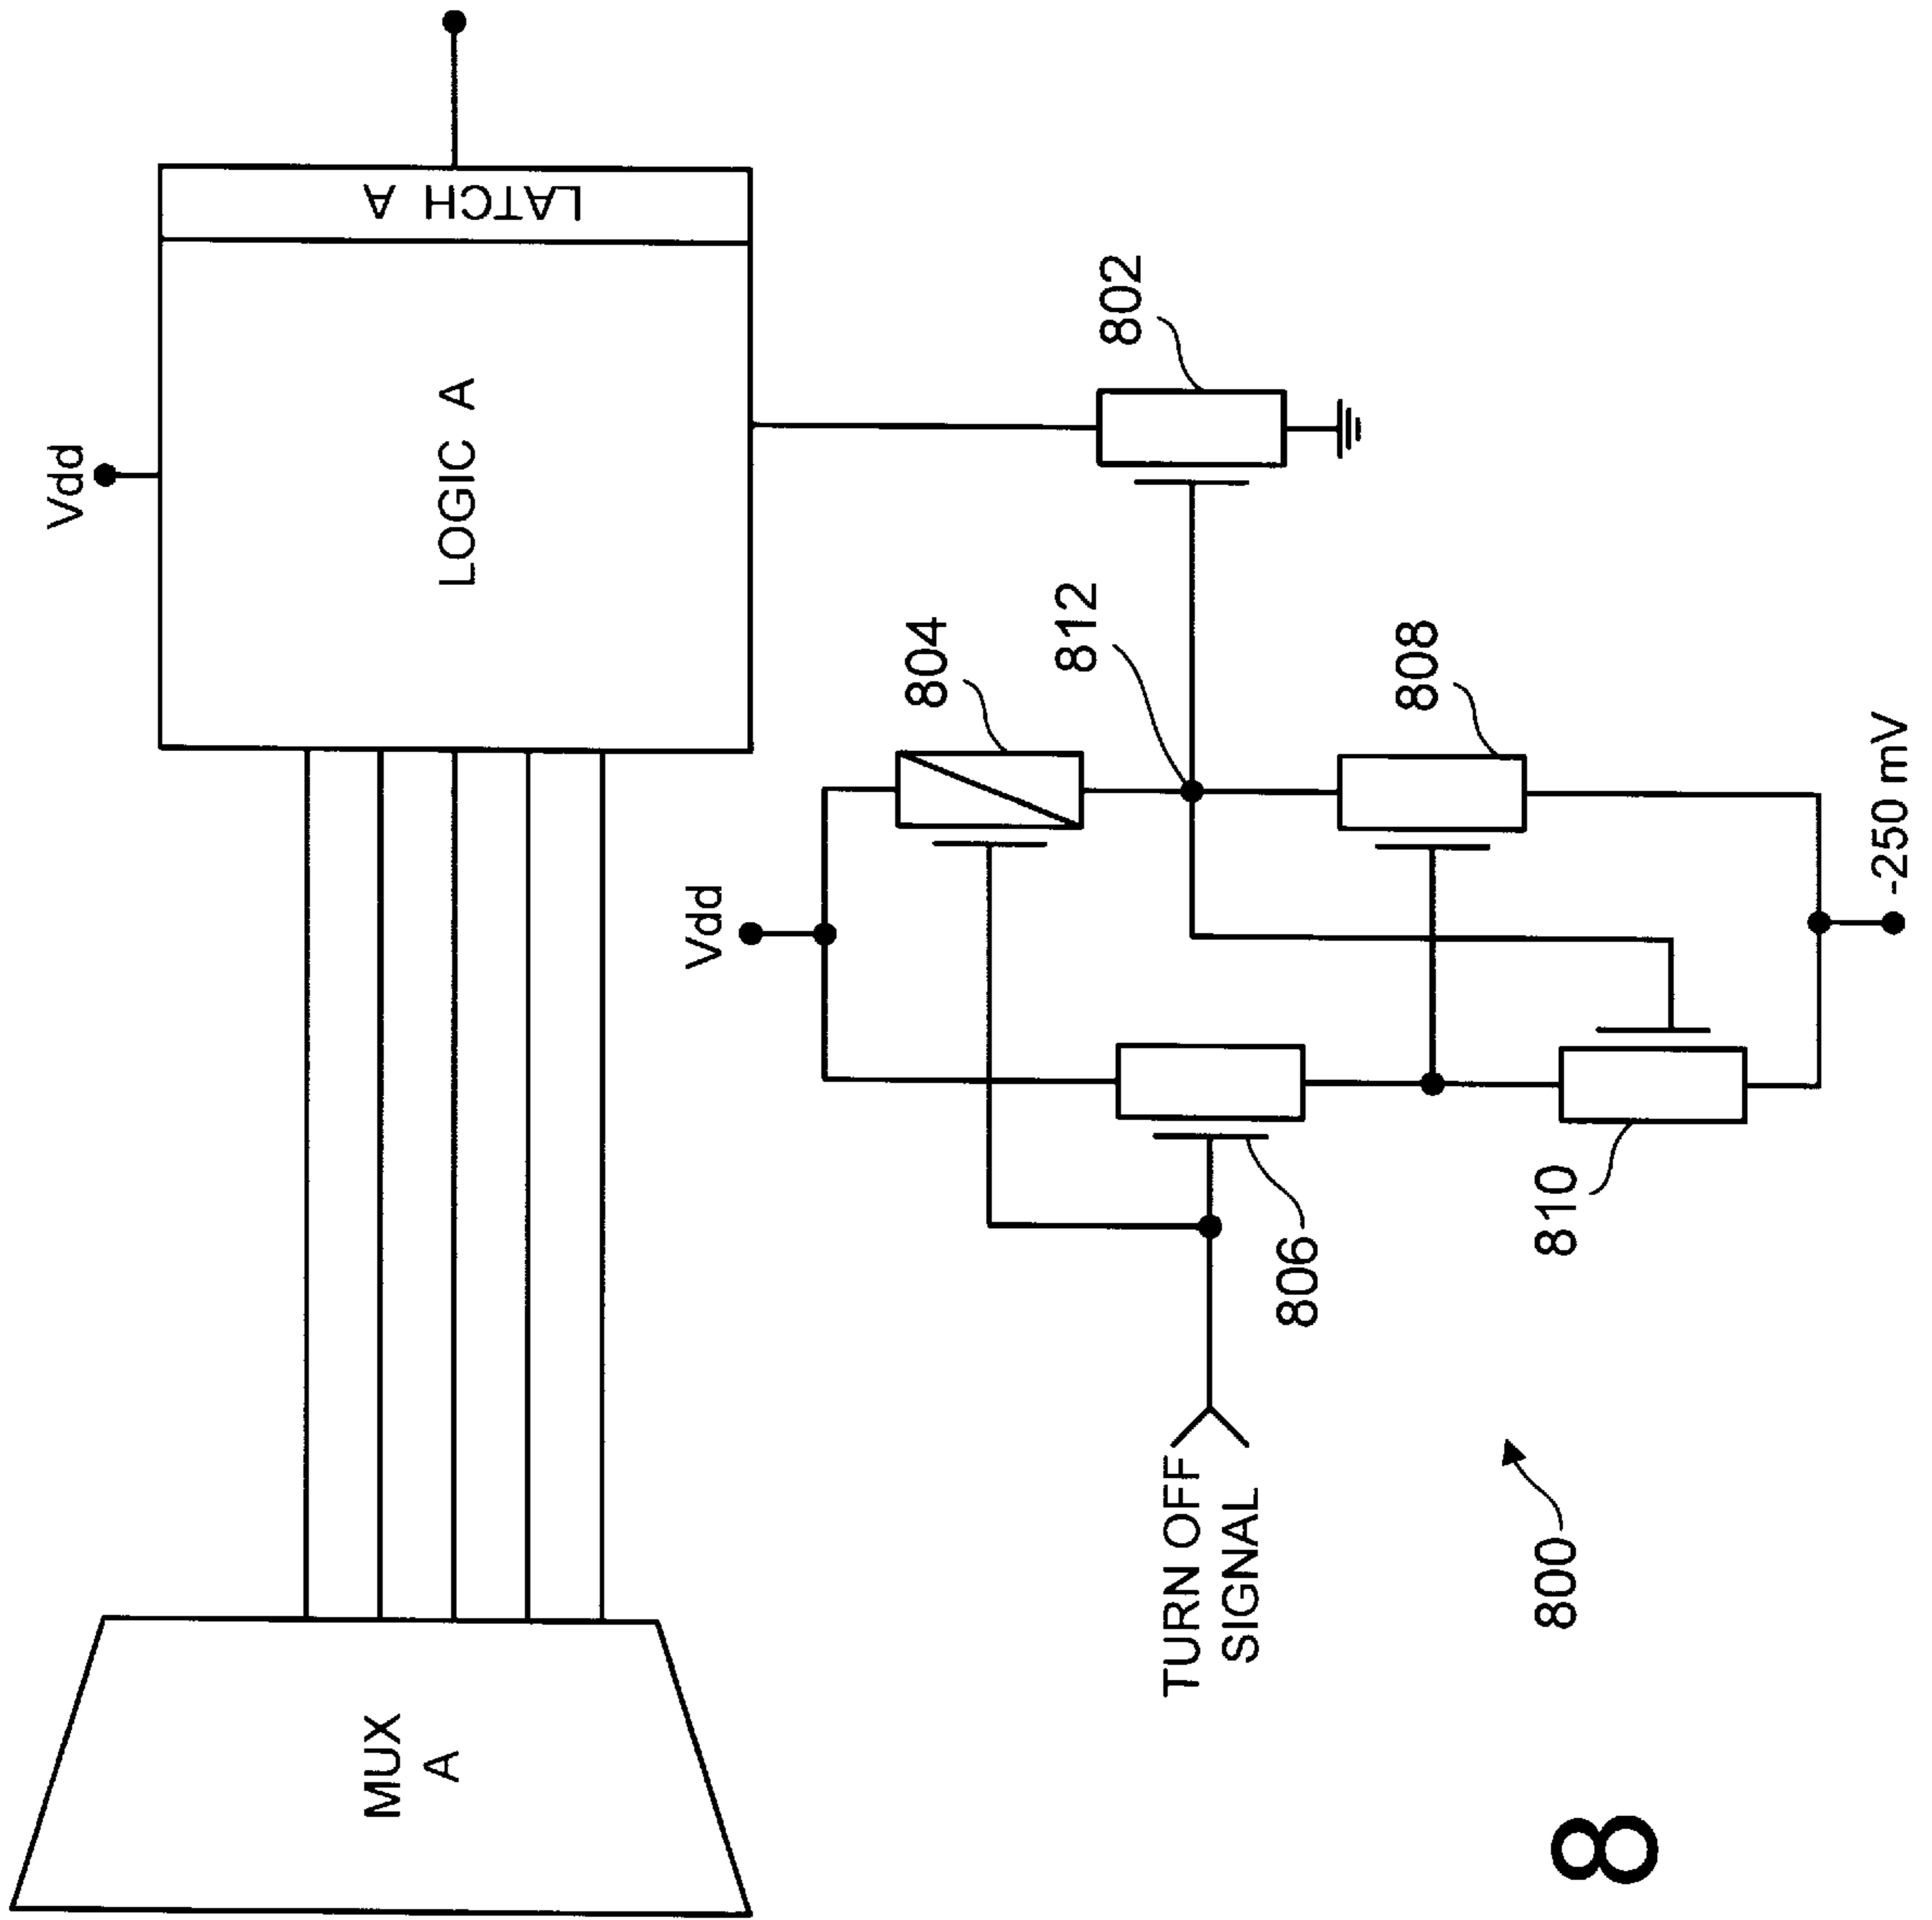 Vdd
LATCH A
LOGIC A
802
804
812
808
Vdd
-250 mV
806
810
TURN OFF
SIGNAL
800
MUX
A
8